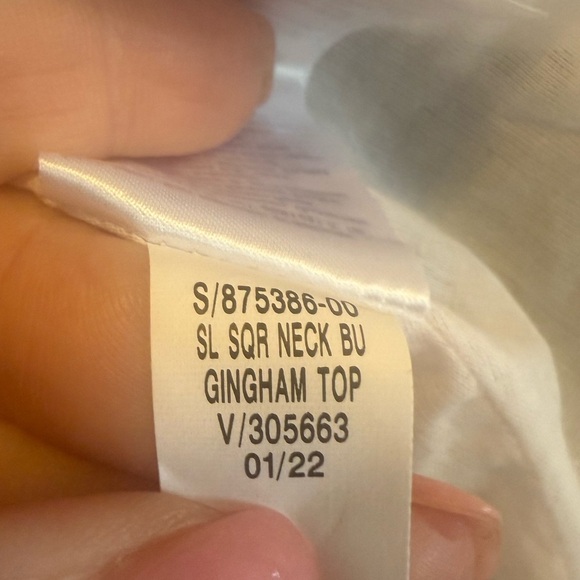 S/875386-00
SL SQR NECK BU
GINGHAM TOP
V/305663
01/22